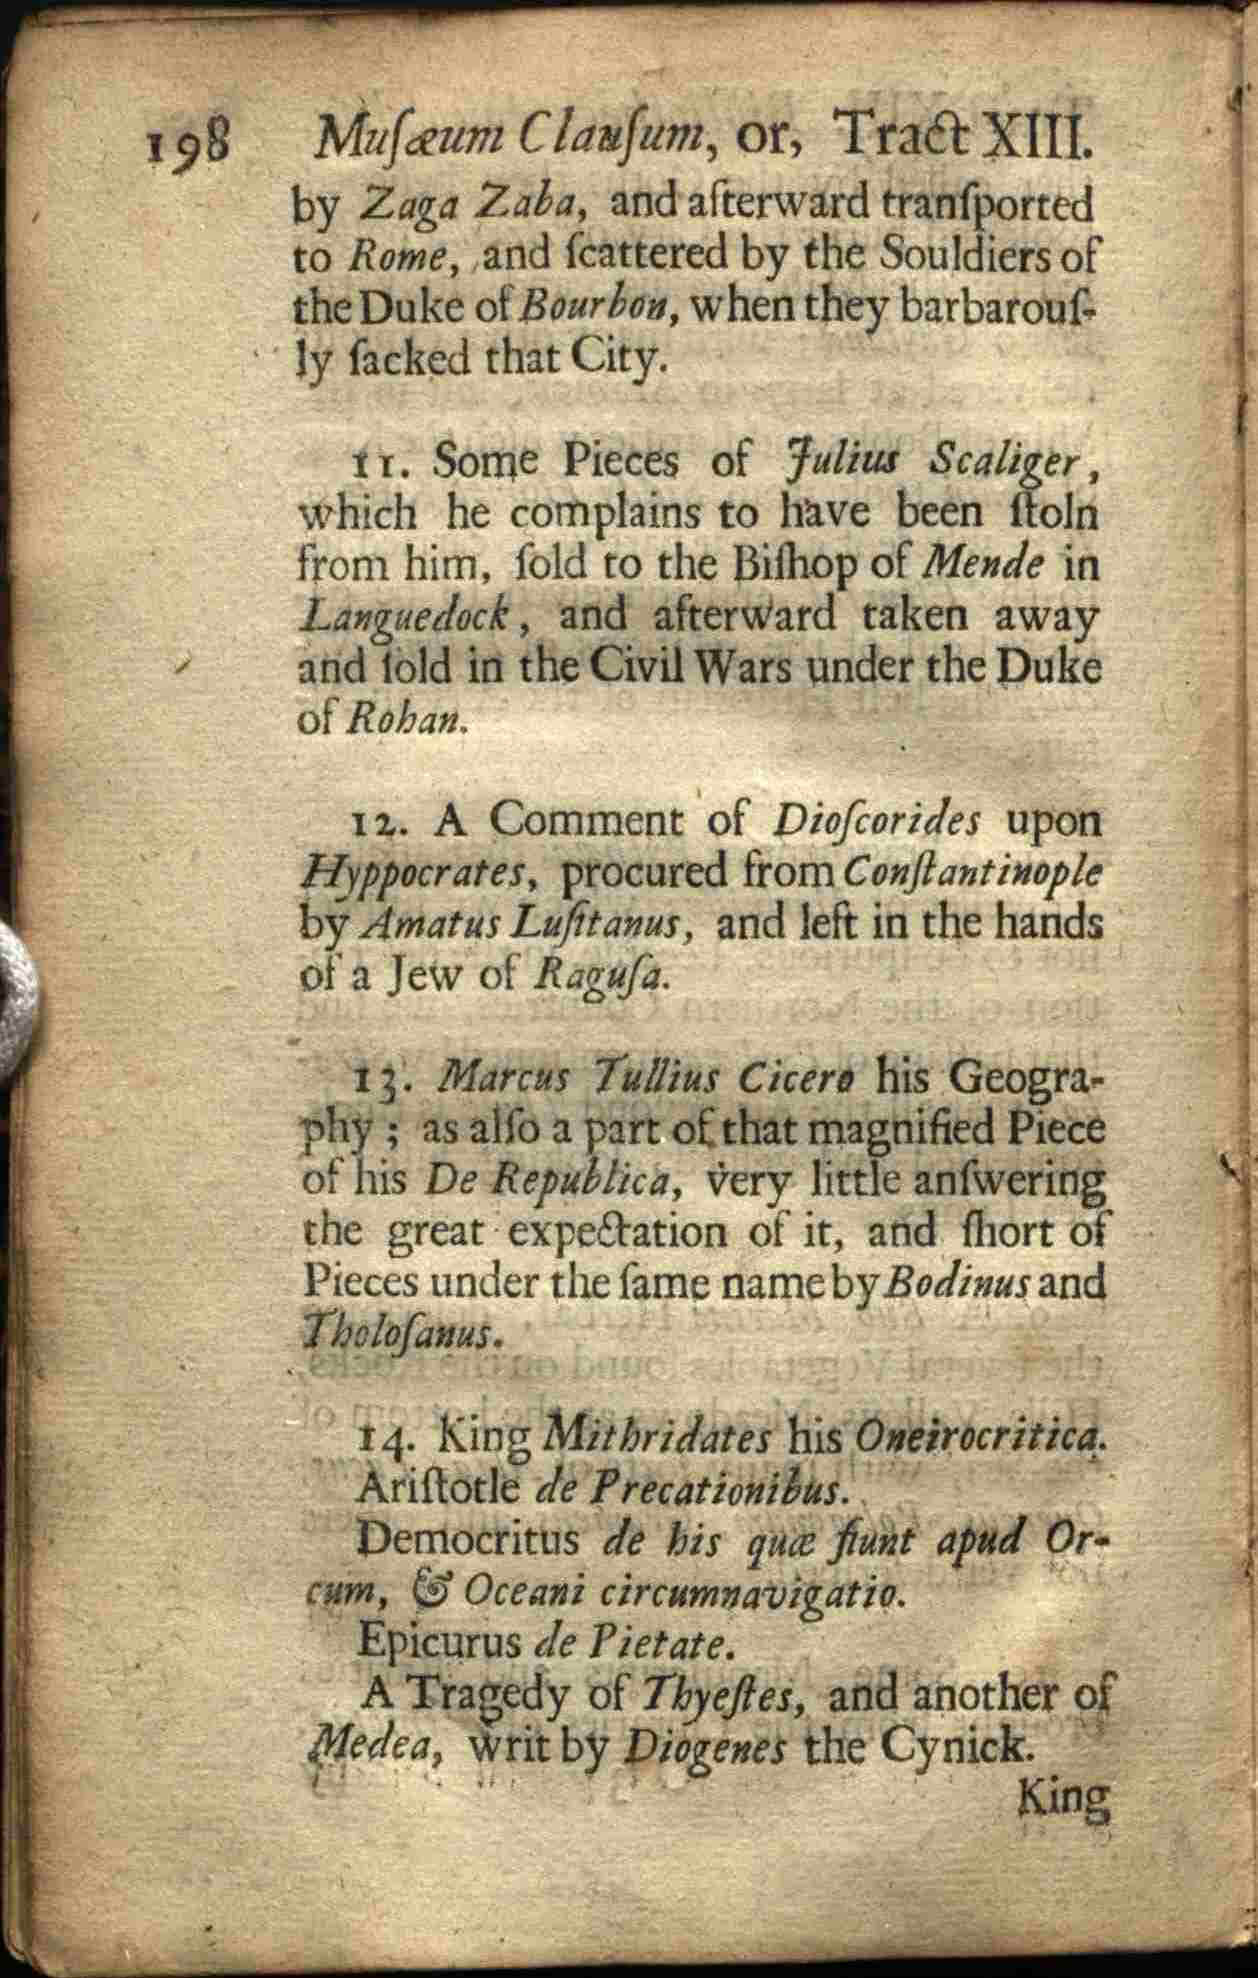 198 Muſæum Clauſum, or, Tract XIII.
by Zaga Zaba, and afterward tranſported
to Rome, and ſcattered by the Souldiers of
the Duke of Bourbon, when they barbarouſ-
ly ſacked that City.
11. Some Pieces of Julius Scaliger,
which he complains to have been ſtoln
from him, ſold to the Biſhop of Mende in
Languedock, and afterward taken away
and ſold in the Civil Wars under the Duke
of Rohan.
12. A Comment of Dioſcorides upon
Hyppocrates, procured from Conſtantinople
by Amatus Luſitanus, and left in the hands
of a Jew of Raguſa.
13. Marcus Tullius Cicero his Geogra-
phy; as alſo a part of that magnified Piece
of his De Republica, very little anſwering
the great expectation of it, and ſhort of
Pieces under the ſame name by Bodinus and
Tholoſanus.
14. King Mithridates his Oneirocritica.
Ariſtotle de Precationibus.
Democritus de his quæ fiunt apud Or-
cum, & Oceani circumnavigatio.
Epicurus de Pietate.
A Tragedy of Thyeſtes, and another of
Medea, writ by Diogenes the Cynick.
King